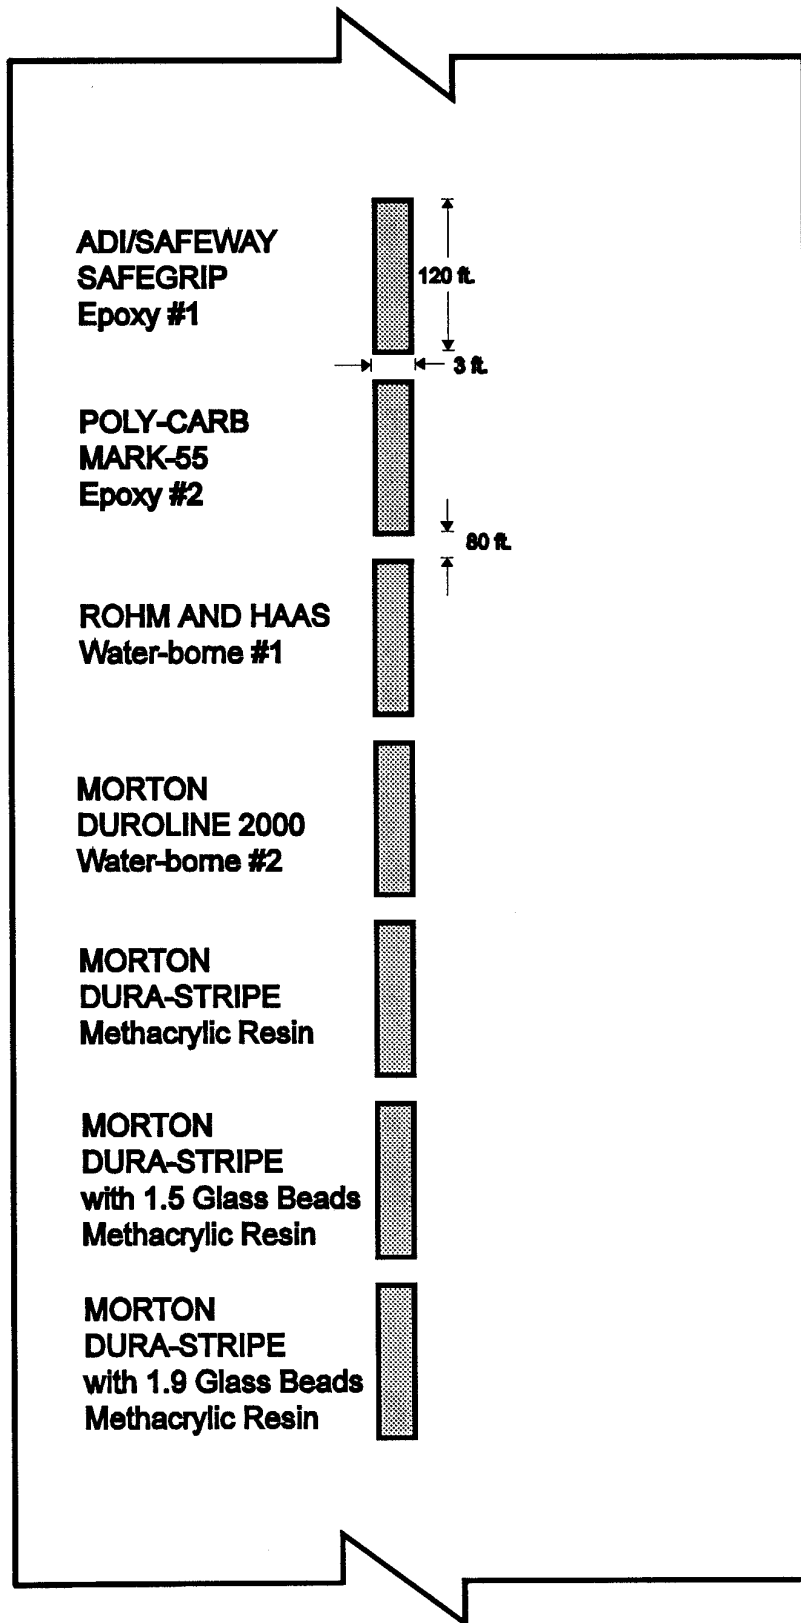 ADI/SAFEWAY
SAFEGRIP
Epoxy #1
120 ft.
3 ft.
POLY-CARB
MARK-55
Epoxy #2
80 ft.
ROHM AND HAAS
Water-borne #1
MORTON
DUROLINE 2000
Water-borne #2
MORTON
DURA-STRIPE
Methacrylic Resin
MORTON
DURA-STRIPE
with 1.5 Glass Beads
Methacrylic Resin
MORTON
DURA-STRIPE
with 1.9 Glass Beads
Methacrylic Resin